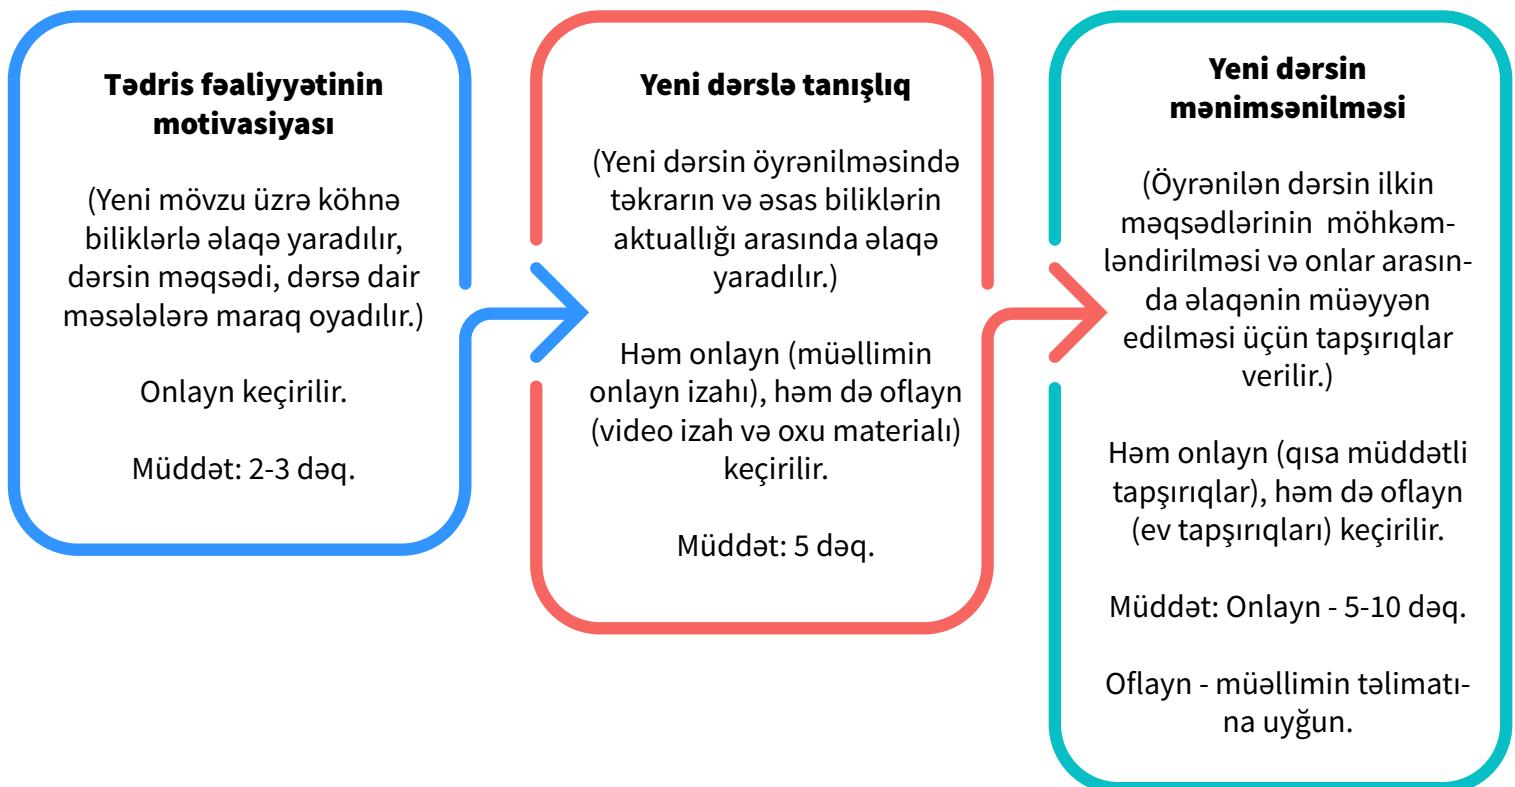 Tədris fəaliyyətinin
motivasiyası
(Yeni mövzu üzrə köhnə
biliklərlə əlaqə yaradılır,
dərsin məqsədi, dərsə dair
məsələlərə maraq oyadılır.)
Onlayn keçirilir.
Müddət: 2-3 dəq.
Yeni dərslə tanışlıq
(Yeni dərsin öyrənilməsində
təkrarın və əsas biliklərin
aktuallığı arasında əlaqə
yaradılır.)
Həm onlayn (müəllimin
onlayn izahı), həm də oflayn
(video izah və oxu materialı)
keçirilir.
Müddət: 5 dəq.
Yeni dərsin
mənimsənilməsi
(Öyrənilən dərsin ilkin
məqsədlərinin möhkəm-
ləndirilməsi və onlar arasın-
da əlaqənin müəyyən
edilməsi üçün tapşırıqlar
verilir.)
Həm onlayn (qısa müddətli
tapşırıqlar), həm də oflayn
(ev tapşırıqları) keçirilir.
Müddət: Onlayn - 5-10 dəq.
Oflayn - müəllimin təlimatı-
na uyğun.